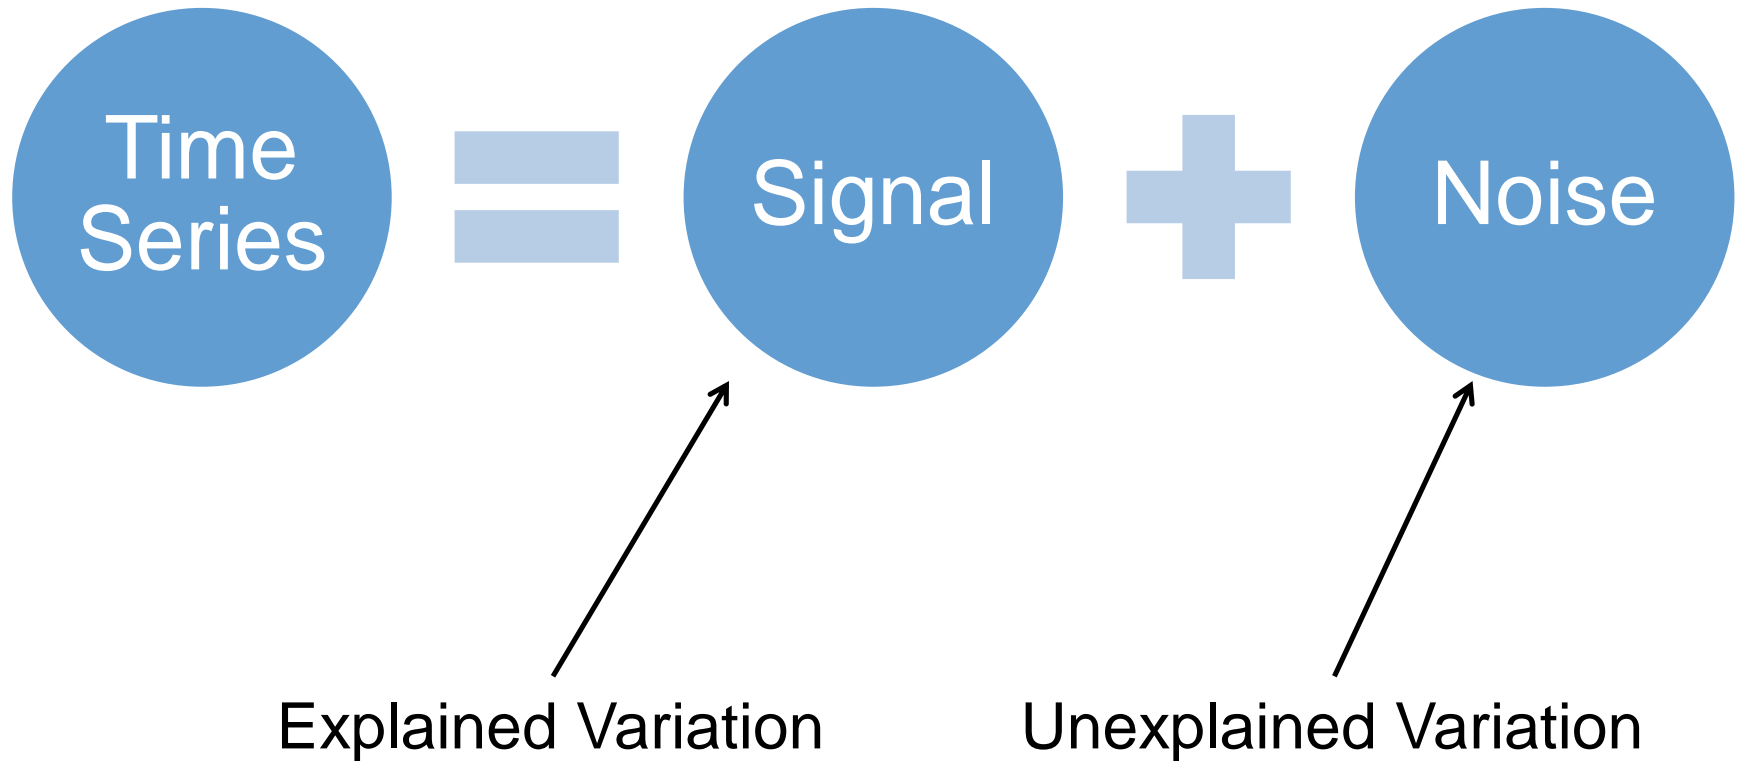 Time
Series
Signal
Noise
Explained Variation
Unexplained Variation